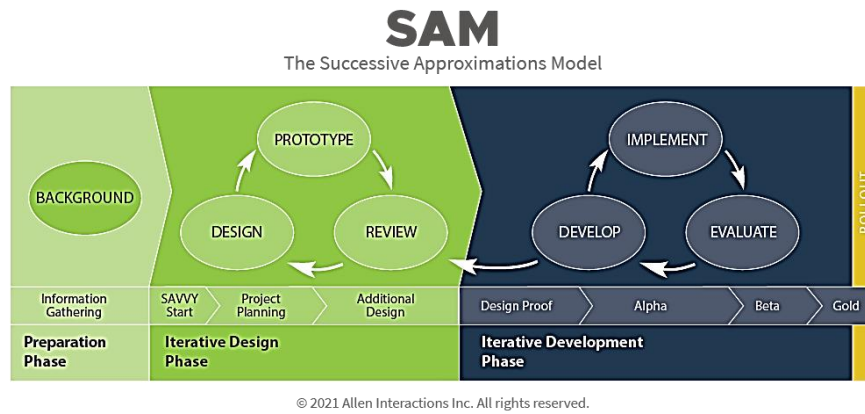 SAM
The Successive Approximations Model
PROTOTYPE
IMPLEMENT
BACKGROUND
DESIGN
REVIEW
DEVELOP
EVALUATE
ROLLOUT
Information
Gathering
SAVVY
Start
Project
Planning
Additional
Design
Design Proof
Alpha
Beta
Gold
Preparation
Phase
Iterative Design
Phase
Iterative Development
Phase
© 2021 Allen Interactions Inc. All rights reserved.